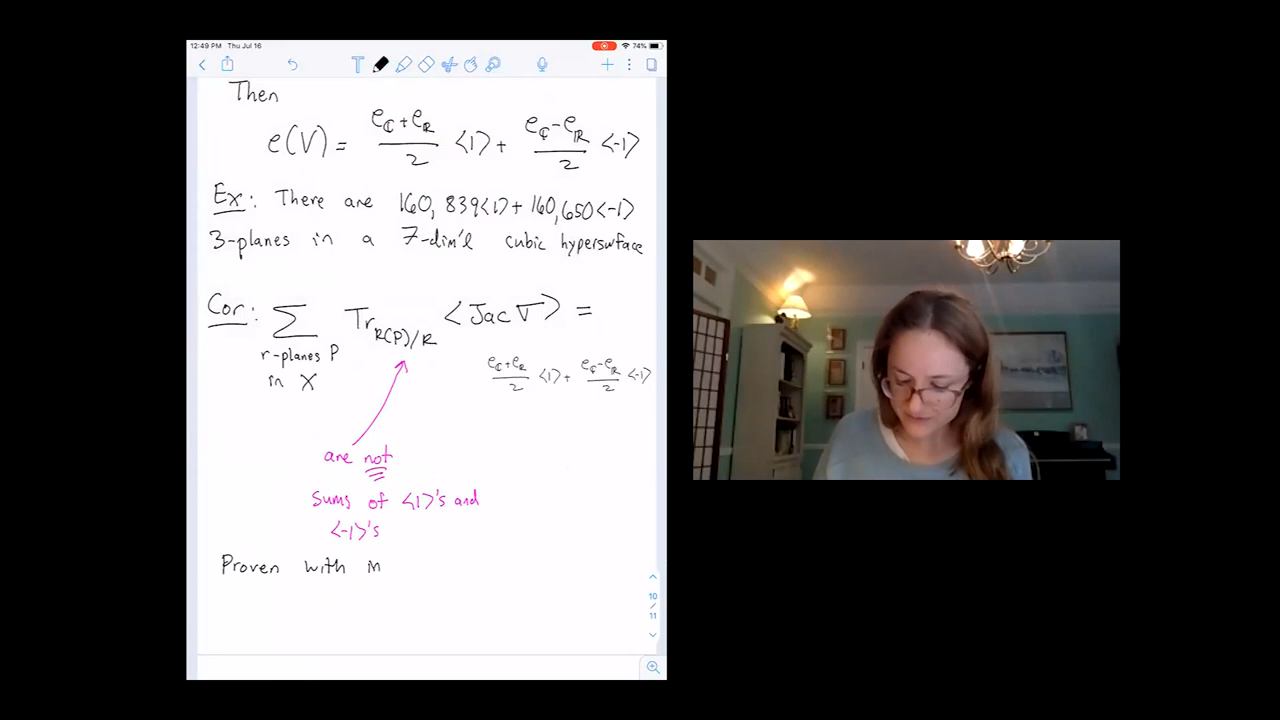 12:49 PM Thu Jul 16
74%
Then
e(V) = (e_C + e_R)/2 <1> + (e_C - e_R)/2 <-1>
Ex: There are 160,839<1> + 160,650<-1>
3-planes in a 7-dim'l cubic hypersurface
Cor: Σ Tr_{k(P)/k} <Jac σ> =
r-planes P
in X
(e_C + e_R)/2 <1> + (e_C - e_R)/2 <-1>
are not
sums of <1>'s and
<-1>'s
Proven with m
10
/
11